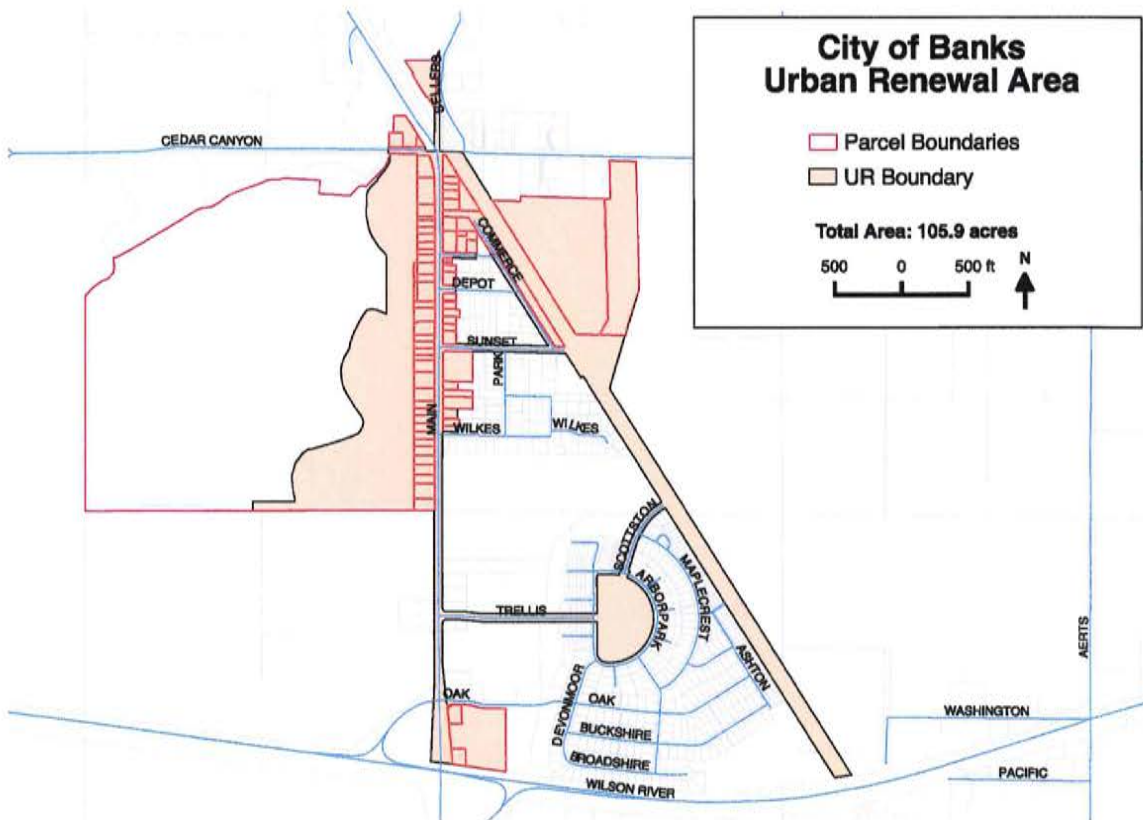 City of Banks
Urban Renewal Area
Parcel Boundaries
UR Boundary
Total Area: 105.9 acres
500 0 500 ft N
SELLERS
CEDAR CANYON
COMMERCE
DEPOT
SUNSET
PARK
MAIN
WILKES
WILKES
SCOTTSTON
ARBORPARK
MAPLECREST
TRELLIS
ASHTON
AERTS
DEVONMOOR
OAK
OAK
WASHINGTON
BUCKSHIRE
BROADSHIRE
PACIFIC
WILSON RIVER